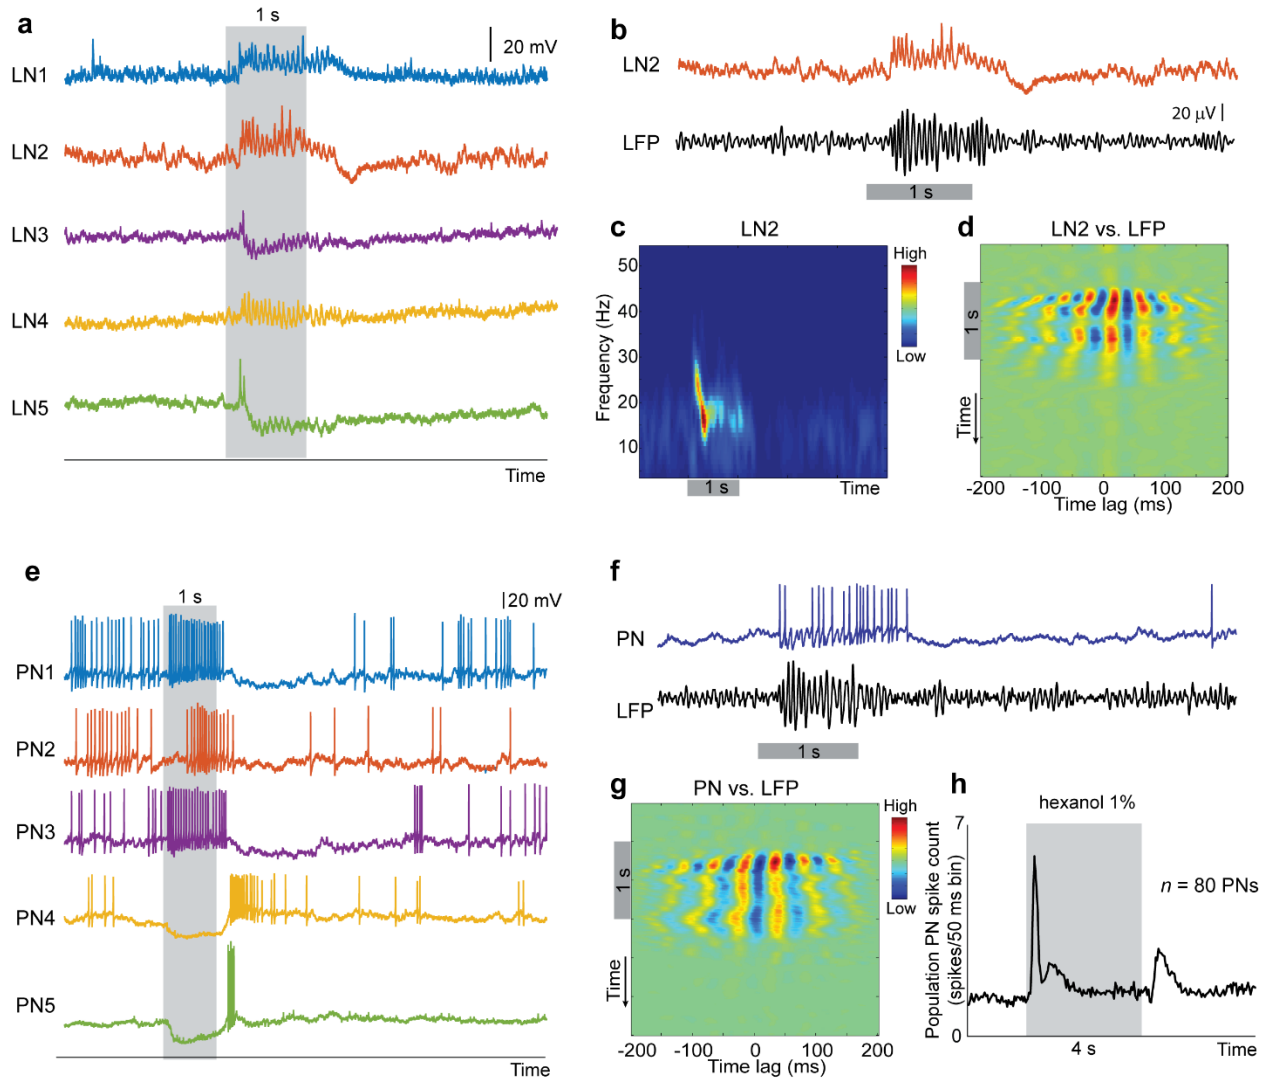 a
1 s
20 mV
LN1
LN2
LN3
LN4
LN5
Time
b
LN2
20 µV
LFP
1 s
c
LN2
High
Low
50
40
30
20
10
Frequency (Hz)
1 s
Time
d
LN2 vs. LFP
1 s
Time
-200
-100
0
100
200
Time lag (ms)
e
1 s
20 mV
PN1
PN2
PN3
PN4
PN5
Time
f
PN
LFP
1 s
g
PN vs. LFP
High
Low
1 s
Time
-200
-100
0
100
200
Time lag (ms)
h
hexanol 1%
7
n = 80 PNs
Population PN spike count
(spikes/50 ms bin)
0
4 s
Time